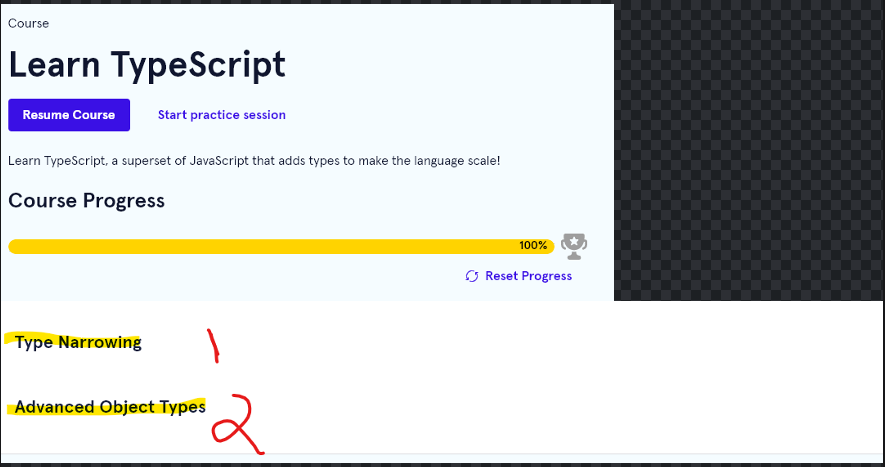 Course
Learn TypeScript
Resume Course Start practice session
Learn TypeScript, a superset of JavaScript that adds types to make the language scale!
Course Progress
100%
Reset Progress
Type Narrowing 1
Advanced Object Types 2